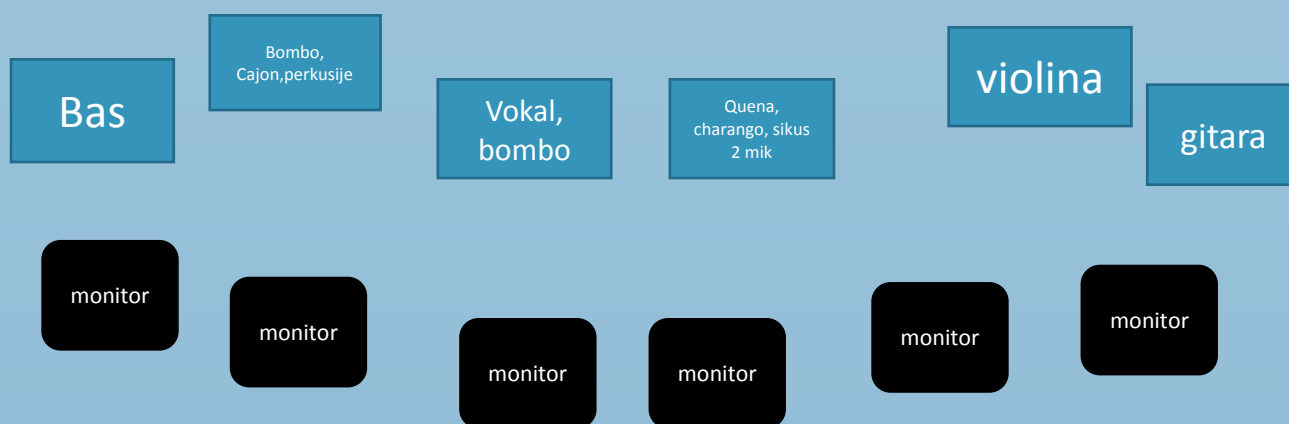 Bas
Bombo,
Cajon,perkusije
Vokal,
bombo
Quena,
charango, sikus
2 mik
violina
gitara
monitor
monitor
monitor
monitor
monitor
monitor